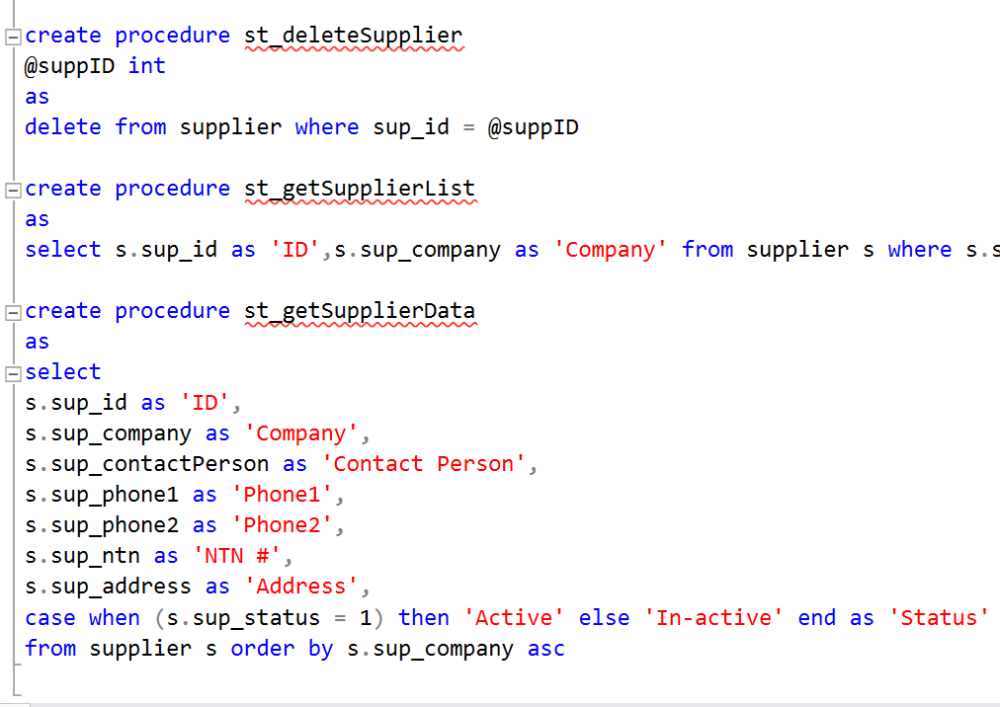 create procedure st_deleteSupplier
@suppID int
as
delete from supplier where sup_id = @suppID
create procedure st_getSupplierList
as
select s.sup_id as 'ID',s.sup_company as 'Company' from supplier s where s.s
create procedure st_getSupplierData
as
select
s.sup_id as 'ID',
s.sup_company as 'Company',
s.sup_contactPerson as 'Contact Person',
s.sup_phone1 as 'Phone1',
s.sup_phone2 as 'Phone2',
s.sup_ntn as 'NTN #',
s.sup_address as 'Address',
case when (s.sup_status = 1) then 'Active' else 'In-active' end as 'Status'
from supplier s order by s.sup_company asc